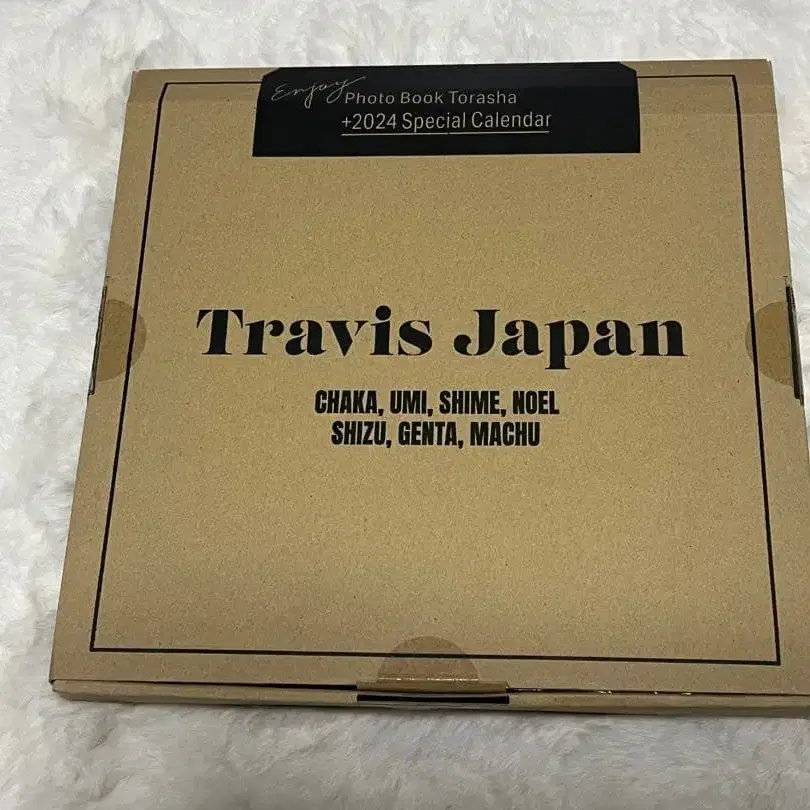 Enjoy Photo Book Torasha
+2024 Special Calendar
Travis Japan
CHAKA, UMI, SHIME, NOEL
SHIZU, GENTA, MACHU